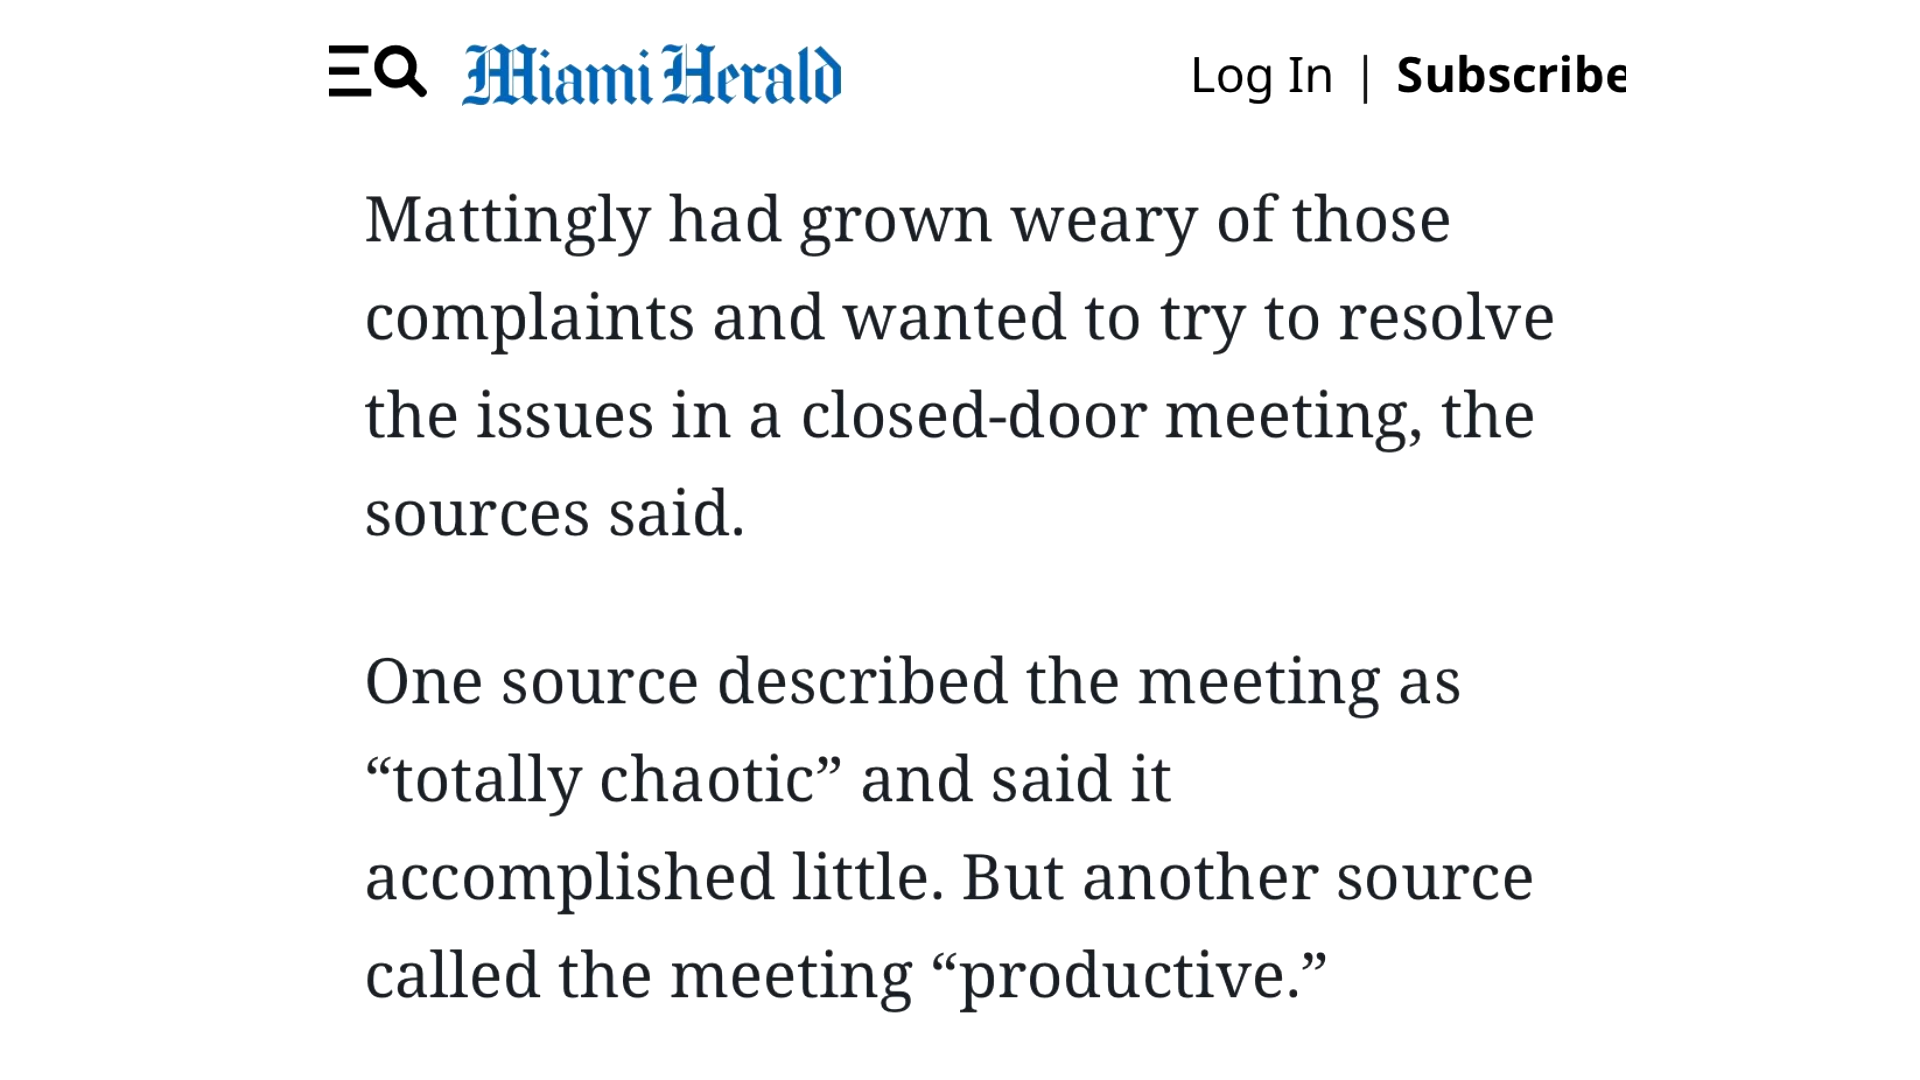 Miami Herald
Log In | Subscribe
Mattingly had grown weary of those
complaints and wanted to try to resolve
the issues in a closed-door meeting, the
sources said.
One source described the meeting as
“totally chaotic” and said it
accomplished little. But another source
called the meeting “productive.”